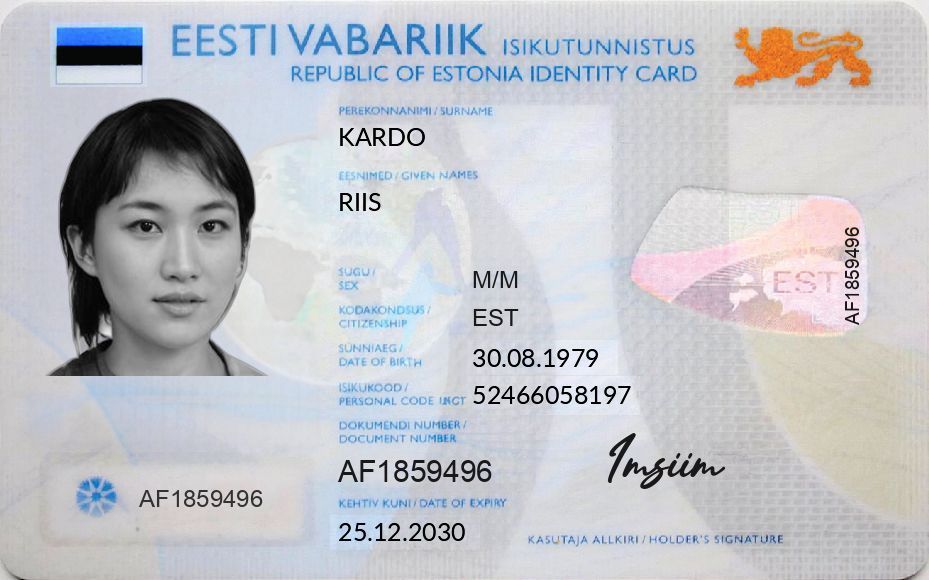 EESTI VABARIIK ISIKUTUNNISTUS
REPUBLIC OF ESTONIA IDENTITY CARD
PEREKONNANIMI / SURNAME
KARDO
EESNIMED / GIVEN NAMES
RIIS
SUGU /
SEX
M/M
KODAKONDSUS /
CITIZENSHIP
EST
SÜNNIAEG /
DATE OF BIRTH
30.08.1979
ISIKUKOOD /
PERSONAL CODE
52466058197
DOKUMENDI NUMBER /
DOCUMENT NUMBER
AF1859496
KEHTIV KUNI / DATE OF EXPIRY
25.12.2030
AF1859496
EST
AF1859496
Imsiim
KASUTAJA ALLKIRI / HOLDER'S SIGNATURE